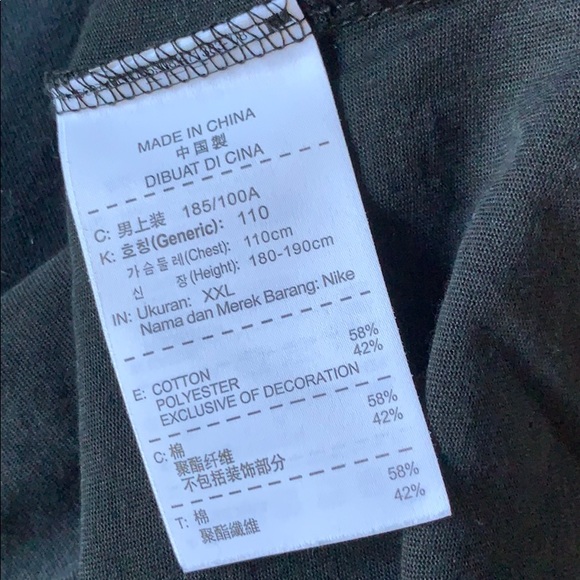 MADE IN CHINA
中国製
DIBUAT DI CINA
C: 男上装 185/100A
K: 호칭(Generic): 110
가슴둘레(Chest): 110cm
신 장(Height): 180-190cm
IN: Ukuran: XXL
Nama dan Merek Barang: Nike
E: COTTON 58%
POLYESTER 42%
EXCLUSIVE OF DECORATION
C: 棉 58%
聚酯纤维 42%
不包括装饰部分
T: 棉 58%
聚酯纖維 42%